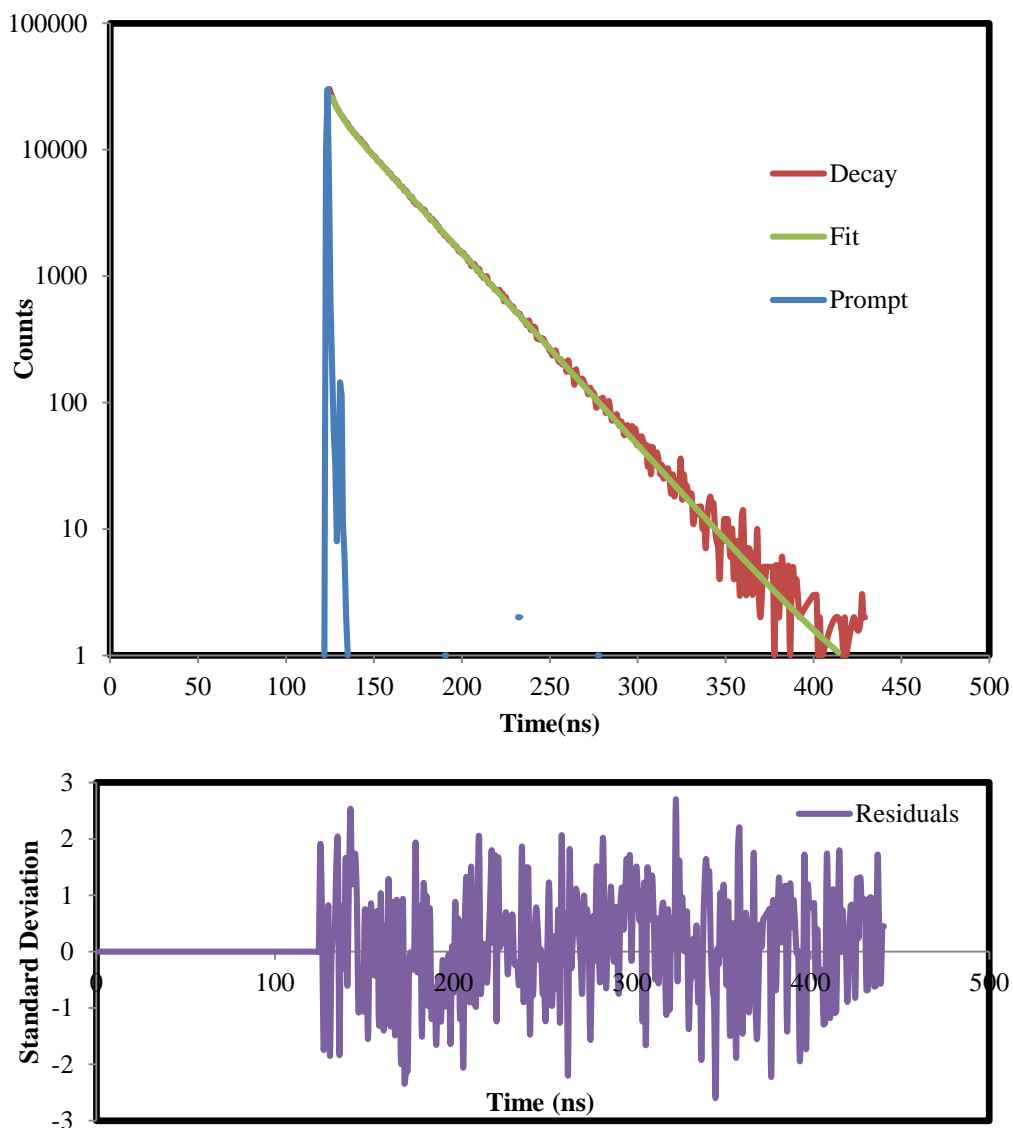 100000
10000
1000
100
10
1
Counts
Decay
Fit
Prompt
0 50 100 150 200 250 300 350 400 450 500
Time(ns)
3
2
1
0
-1
-2
-3
Standard Deviation
Residuals
0 100 200 300 400 500
Time (ns)